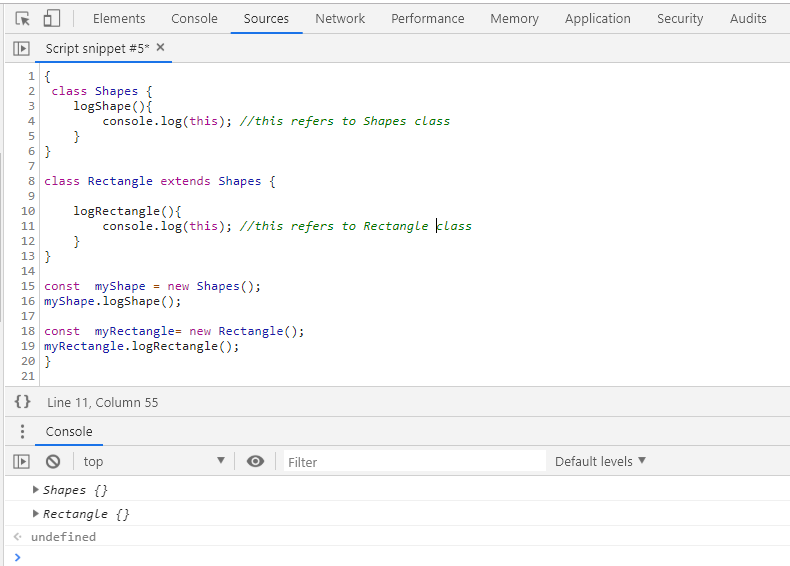 Elements Console Sources Network Performance Memory Application Security Audits
Script snippet #5* ×
1 {
2 class Shapes {
3 logShape(){
4 console.log(this); //this refers to Shapes class
5 }
6 }
7
8 class Rectangle extends Shapes {
9
10 logRectangle(){
11 console.log(this); //this refers to Rectangle class
12 }
13 }
14
15 const  myShape = new Shapes();
16 myShape.logShape();
17
18 const  myRectangle= new Rectangle();
19 myRectangle.logRectangle();
20 }
21
{} Line 11, Column 55
Console
top Filter Default levels
Shapes {}
Rectangle {}
undefined